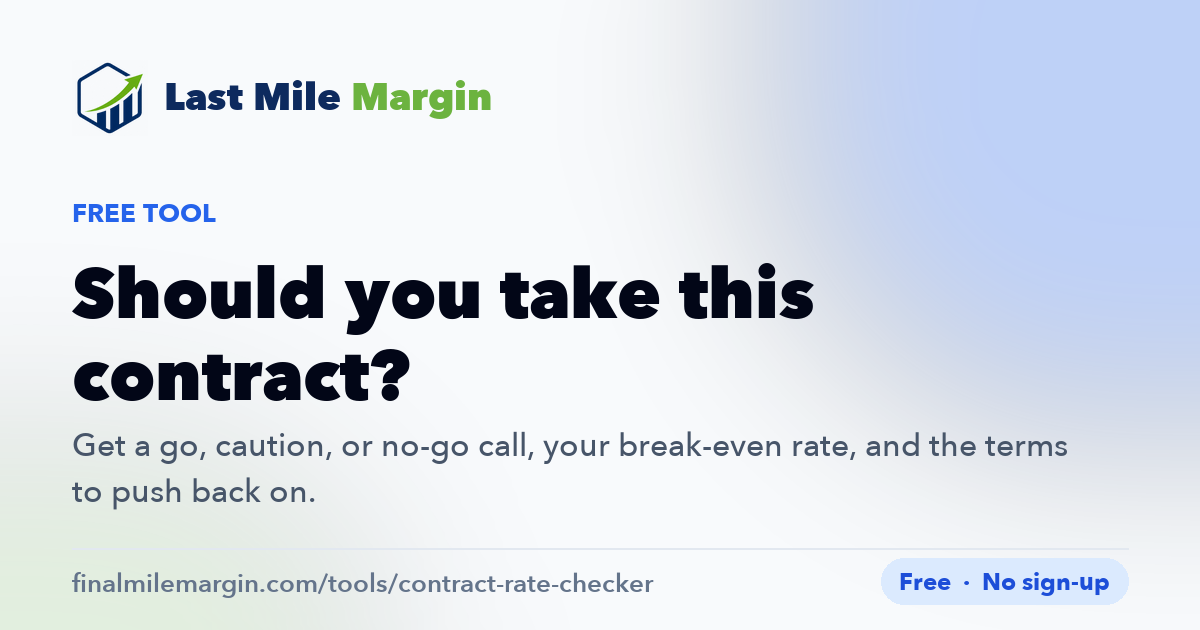 Last Mile Margin
FREE TOOL
Should you take this
contract?
Get a go, caution, or no-go call, your break-even rate, and the terms
to push back on.
finalmilemargin.com/tools/contract-rate-checker
Free · No sign-up